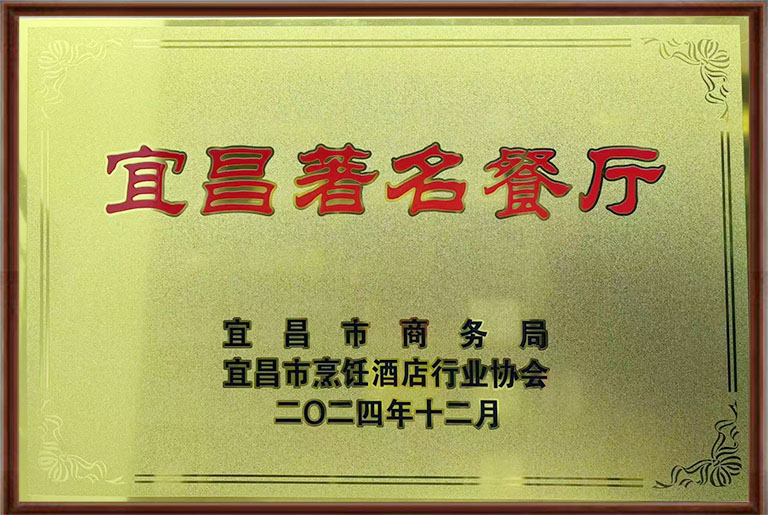 宜昌著名餐厅
宜昌市商务局
宜昌市烹饪酒店行业协会
二〇二四年十二月